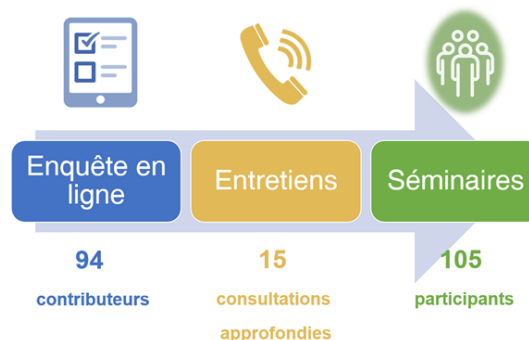 Enquête en
ligne
Entretiens
Séminaires
94
contributeurs
15
consultations
approfondies
105
participants